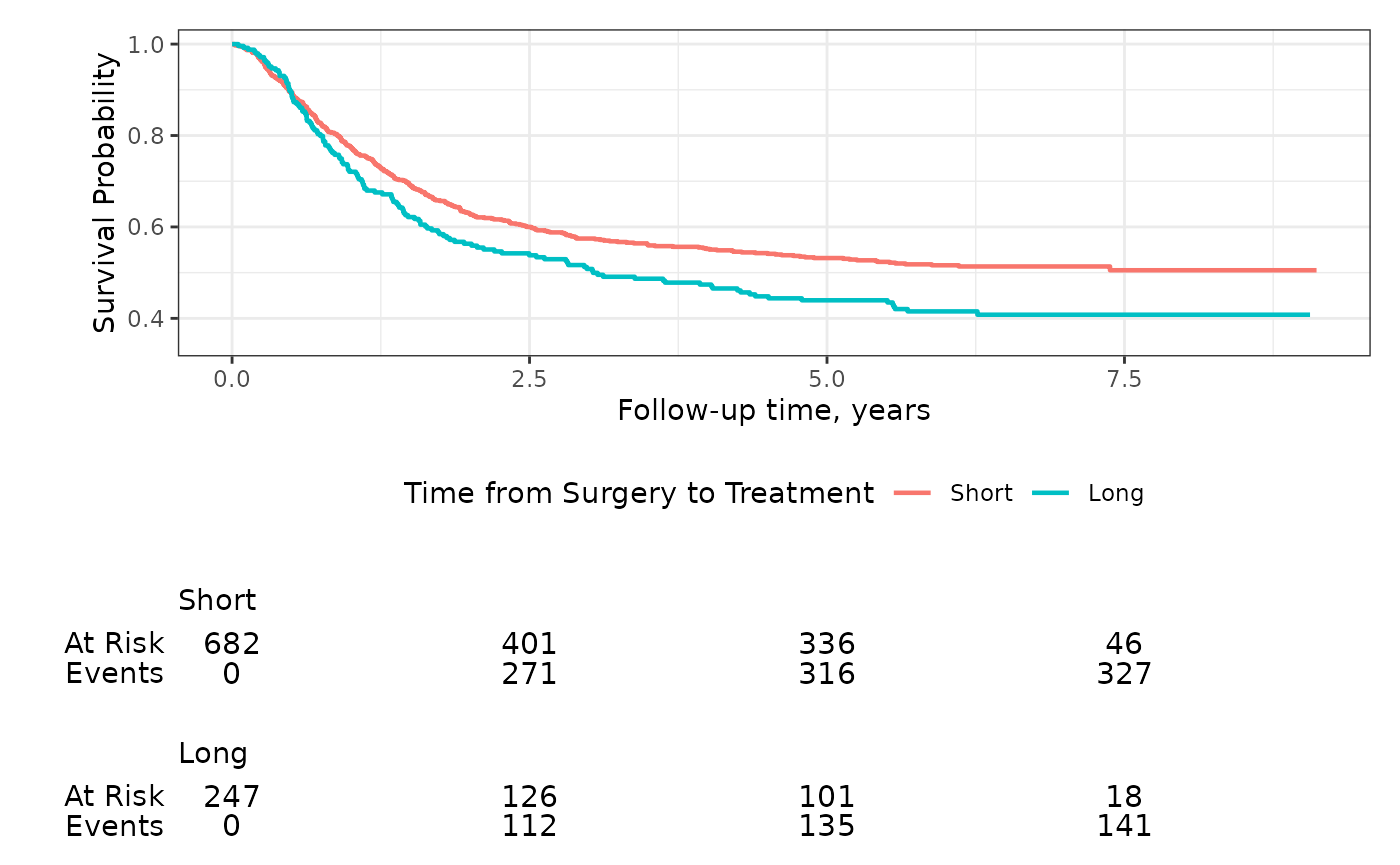 1.0
0.8
0.6
0.4
Survival Probability
0.0 2.5 5.0 7.5
Follow-up time, years
Time from Surgery to Treatment Short Long
Short
At Risk 682 401 336 46
Events 0 271 316 327
Long
At Risk 247 126 101 18
Events 0 112 135 141